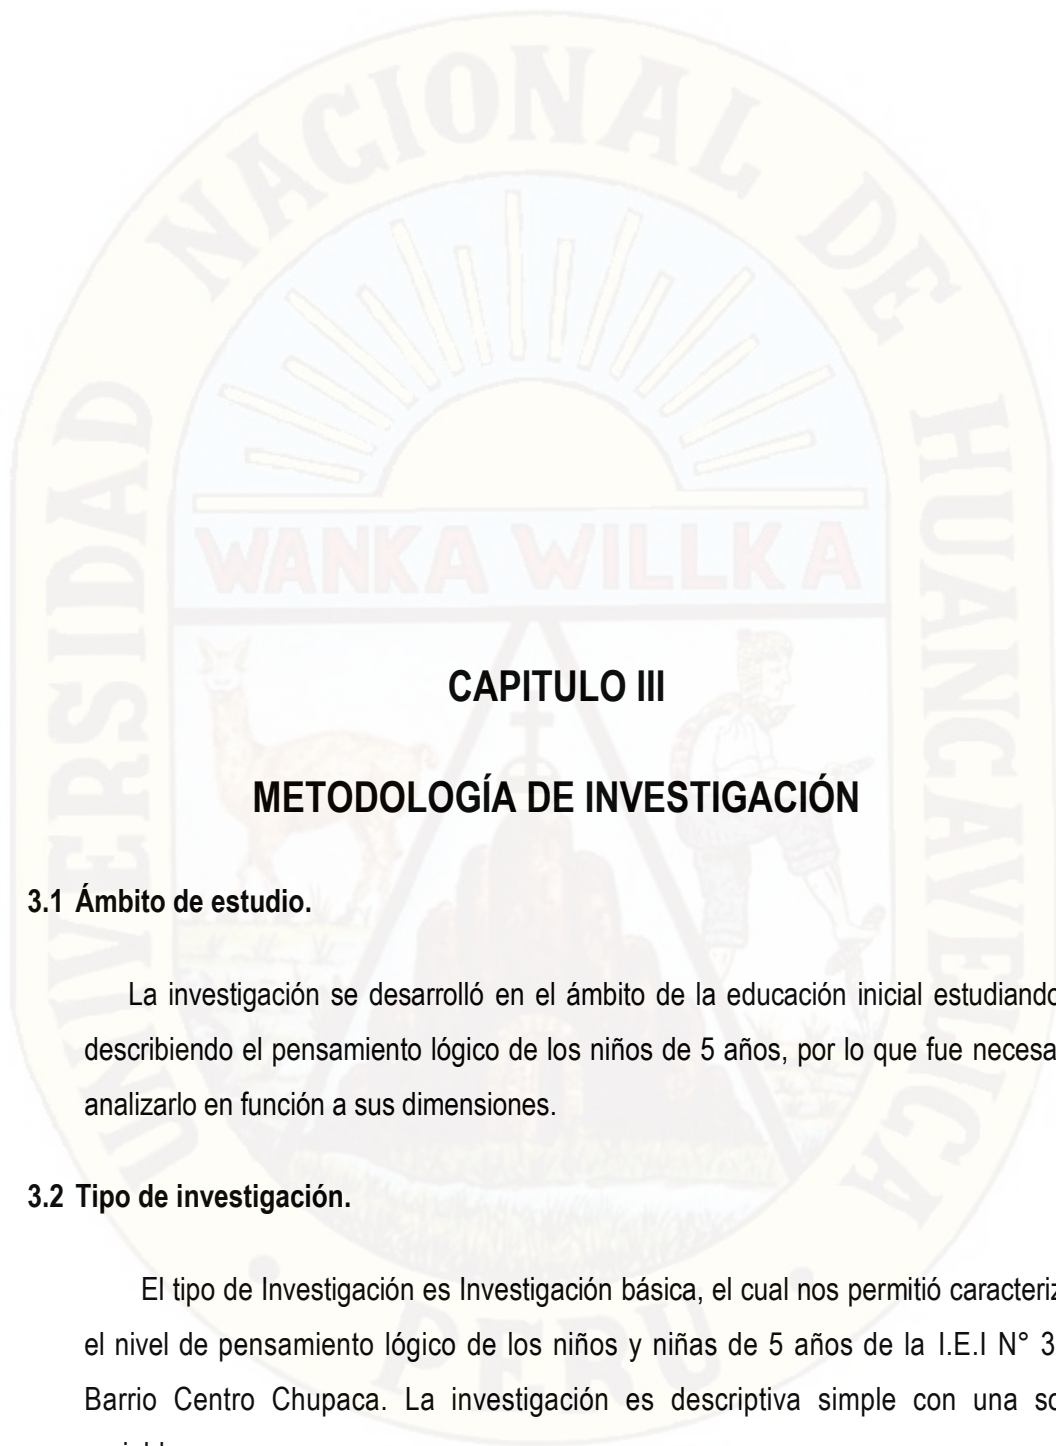 UNIVERSIDAD NACIONAL DE HUANCAVELICA
WANKA WILLKA
PERU
CAPITULO III
METODOLOGÍA DE INVESTIGACIÓN
3.1 Ámbito de estudio.
La investigación se desarrolló en el ámbito de la educación inicial estudiando
describiendo el pensamiento lógico de los niños de 5 años, por lo que fue
analizarlo en función a sus dimensiones.
3.2 Tipo de investigación.
El tipo de Investigación es Investigación básica, el cual nos permitió
el nivel de pensamiento lógico de los niños y niñas de 5 años de la I.E.I N° 3
Barrio Centro Chupaca. La investigación es descriptiva simple con una